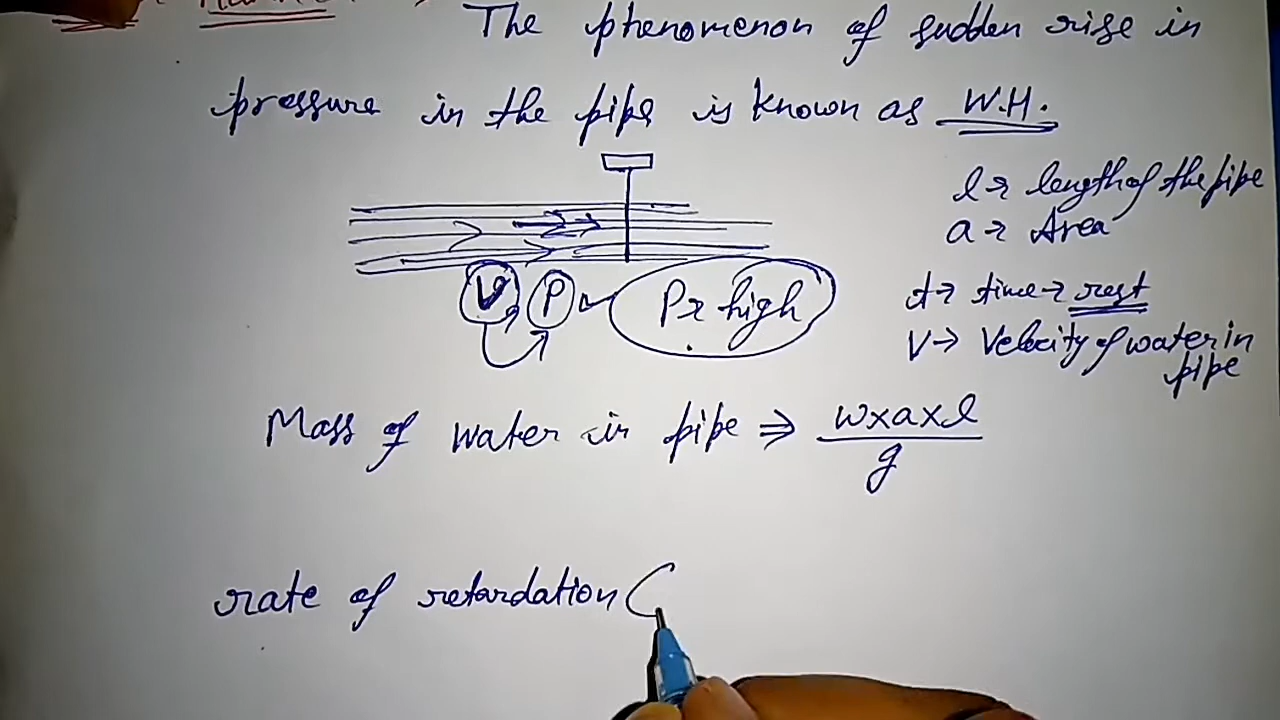 The phenomenon of sudden rise in
pressure in the pipe is known as W.H.
l → length of the pipe
a → Area
t → time → rest
V → Velocity of water in
pipe
V P P → high
Mass of water in pipe ⇒ w×a×l
g
rate of retardation (